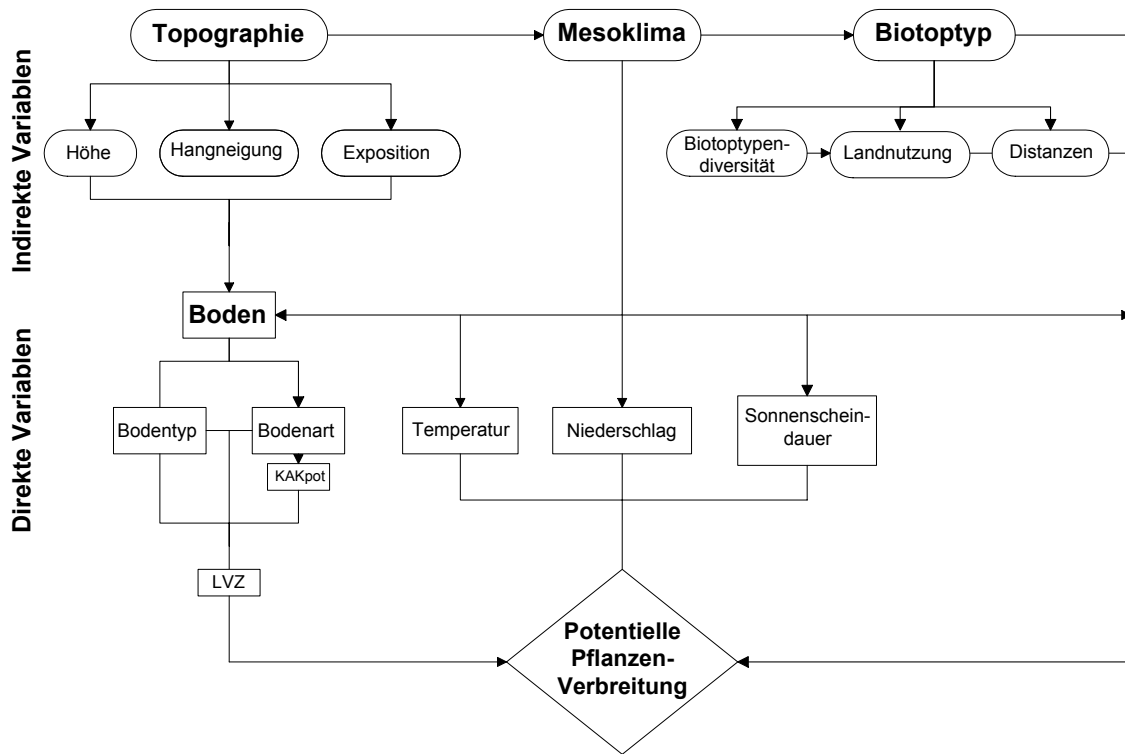 Topographie
Mesoklima
Biotoptyp
Indirekte Variablen
Höhe
Hangneigung
Exposition
Biotoptypen-
diversität
Landnutzung
Distanzen
Boden
Direkte Variablen
Bodentyp
Bodenart
KAKpot
LVZ
Temperatur
Niederschlag
Sonnenschein-
dauer
Potentielle
Pflanzen-
Verbreitung